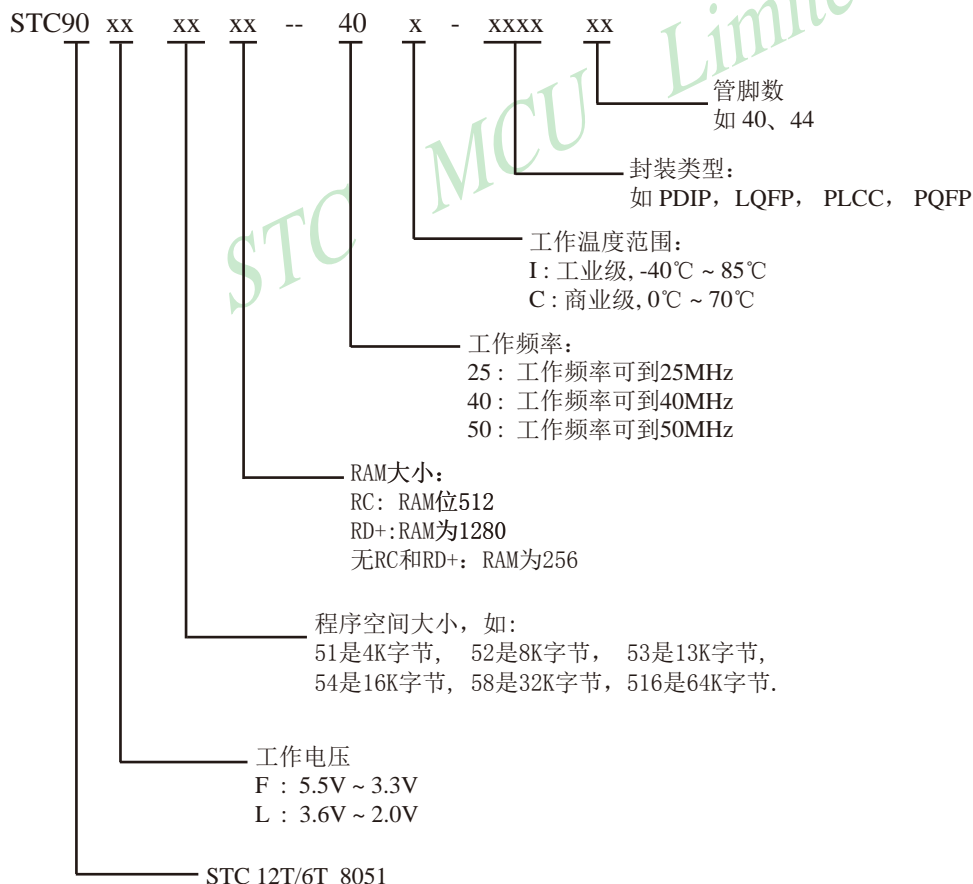 STC90 xx xx xx -- 40 x - xxxx xx
管脚数
如 40、44
封装类型：
如 PDIP，LQFP， PLCC， PQFP
工作温度范围：
I : 工业级, -40℃ ~ 85℃
C : 商业级, 0℃ ~ 70℃
工作频率：
25 : 工作频率可到25MHz
40 : 工作频率可到40MHz
50 : 工作频率可到50MHz
RAM大小：
RC: RAM位512
RD+:RAM为1280
无RC和RD+: RAM为256
程序空间大小，如:
51是4K字节, 52是8K字节， 53是13K字节,
54是16K字节, 58是32K字节，516是64K字节.
工作电压
F : 5.5V ~ 3.3V
L : 3.6V ~ 2.0V
STC 12T/6T 8051
STC MCU